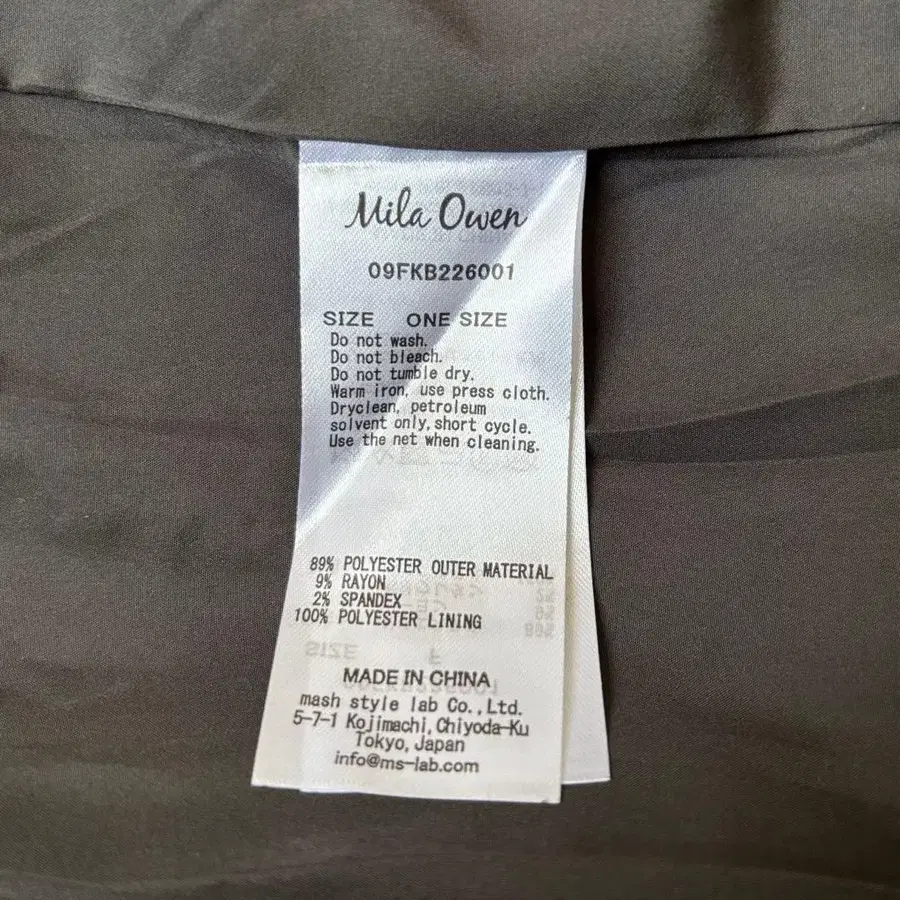 Mila Owen
09FKB226001
SIZE ONE SIZE
Do not wash.
Do not bleach.
Do not tumble dry.
Warm iron, use press cloth.
Dryclean, petroleum
solvent only, short cycle.
Use the net when cleaning.
89% POLYESTER OUTER MATERIAL
9% RAYON
2% SPANDEX
100% POLYESTER LINING
MADE IN CHINA
mash style lab Co., Ltd.
5-7-1 Kojimachi, Chiyoda-Ku
Tokyo, Japan
info@ms-lab.com